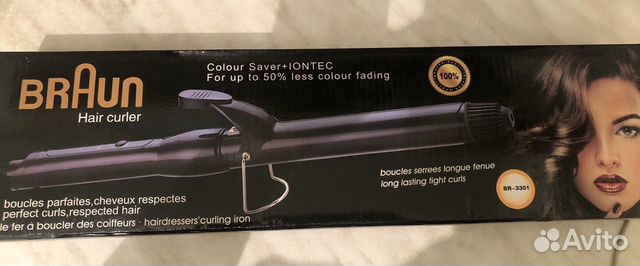 BRAUN
Hair curler
Colour Saver+IONTEC
For up to 50% less colour fading
100%
boucles serrees longue fenue
long lasting tight curls
BR-3301
boucles parfaites,cheveux respectes
perfect curls,respected hair
le fer a boucler des coiffeurs · hairdressers'curling iron
Avito